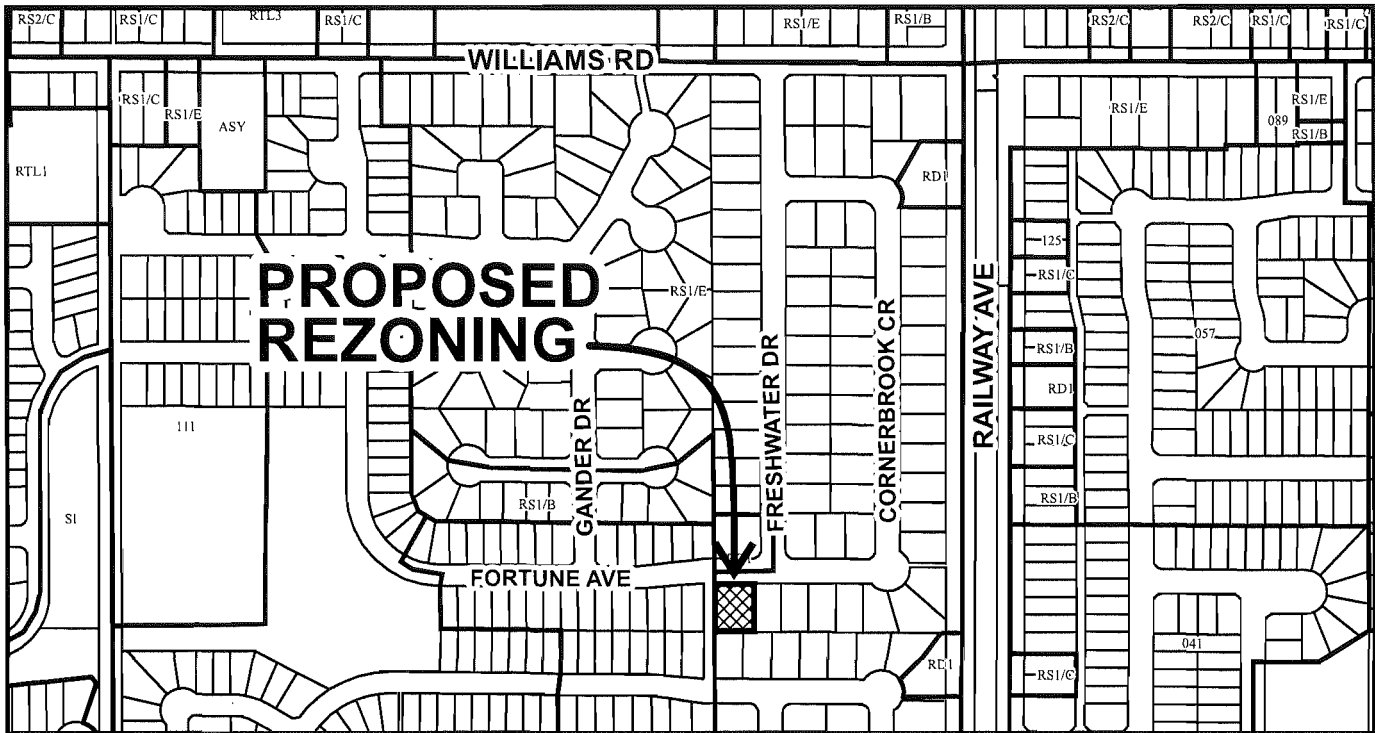 RS2/C
RS1/C
RTL3
RS1/C
RS1/E
RS1/B
RS2/C
RS2/C
RS1/C
RS1/C
WILLIAMS RD
RS1/C
RS1/E
ASY
RS1/E
089
RS1/E
RS1/B
RTL1
RD1
125
RS1/C
PROPOSED
REZONING
RS1/E
FRESHWATER DR
CORNERBROOK CR
RAILWAY AVE
RS1/B
057
RD1
111
GANDER DR
RS1/C
RS1/B
RS1/B
S1
FORTUNE AVE
041
RD1
RS1/C